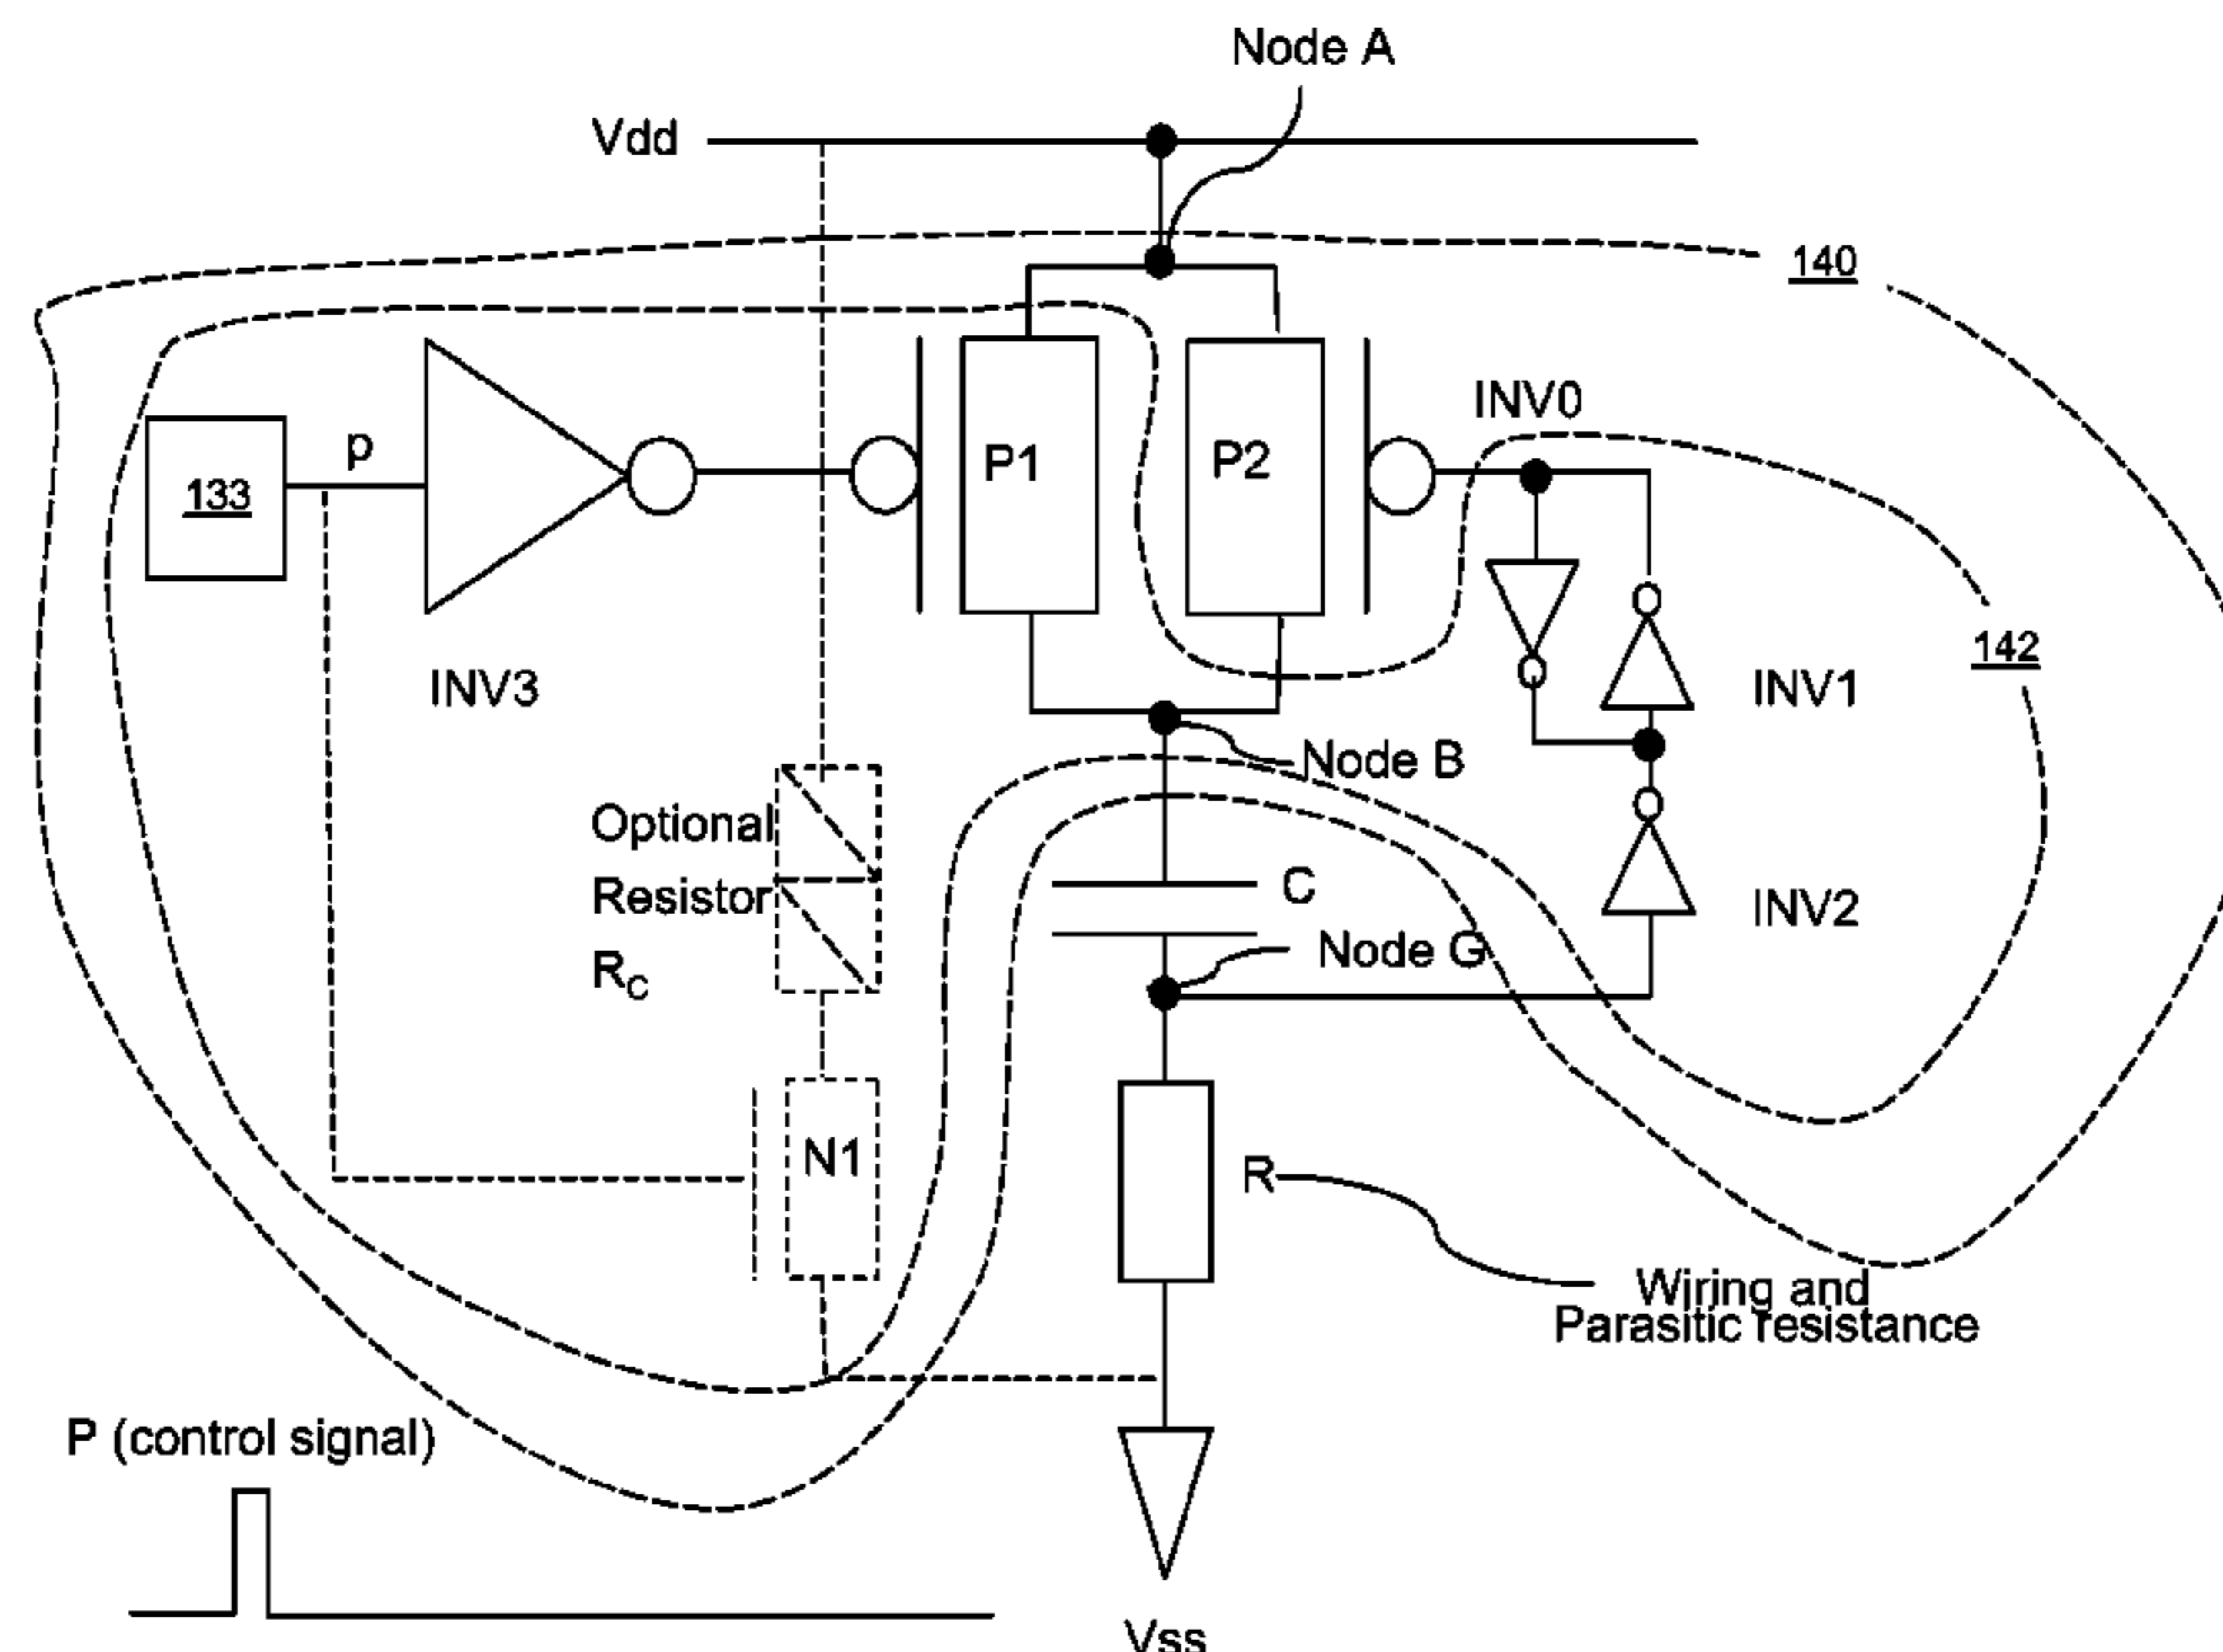 Node A
Vdd
140
INV0
p
P1
P2
133
142
INV3
INV1
Node B
Optional
Resistor
RC
C
INV2
Node G
N1
R
Wiring and
Parasitic resistance
P (control signal)
Vss